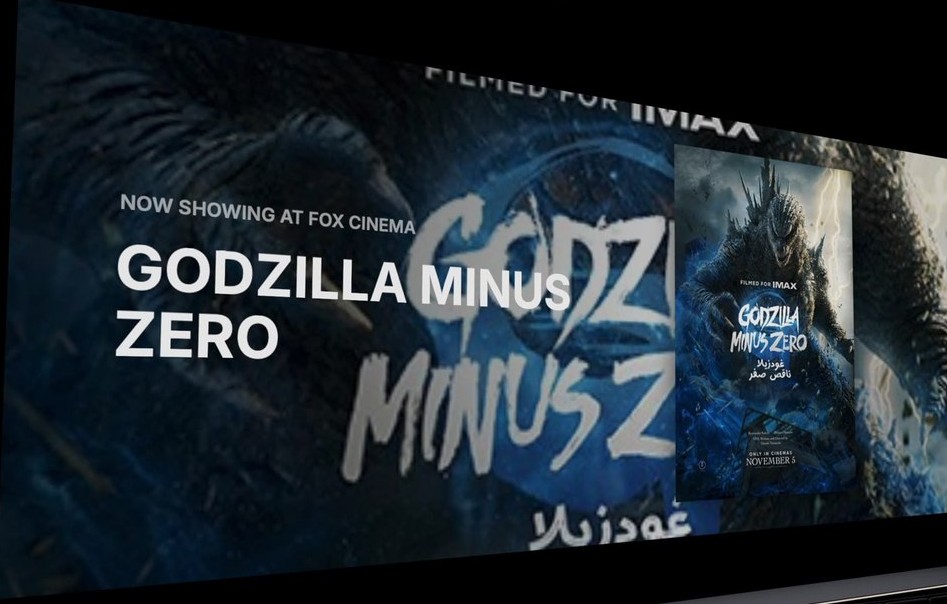 FILMED FOR IMAX
NOW SHOWING AT FOX CINEMA
GODZILLA MINUS
ZERO
GODZI
MINUS Z
غودزيلا
FILMED FOR IMAX
GODZILLA
MINUS ZERO
غودزيلا
ناقص صفر
ONLY IN CINEMAS
NOVEMBER 5